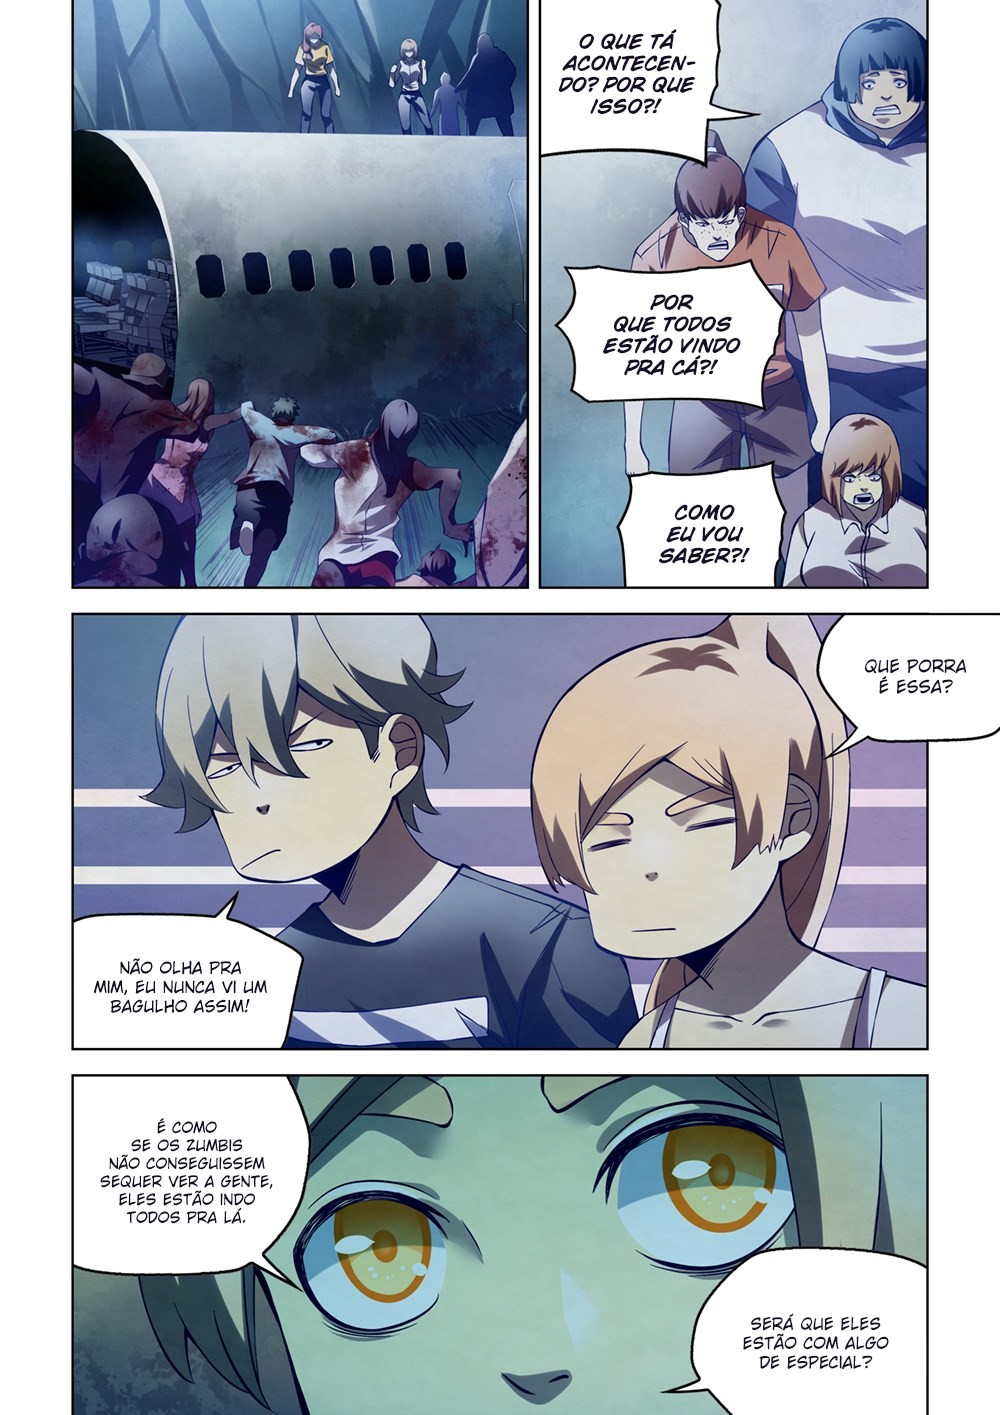 O QUE TÁ
ACONTECEN-
DO? POR QUE
ISSO?!
POR
QUE TODOS
ESTÃO VINDO
PRA CÁ?!
COMO
EU VOU
SABER?!
QUE PORRA
É ESSA?
NÃO OLHA PRA
MIM, EU NUNCA VI UM
BAGULHO ASSIM!
É COMO
SE OS ZUMBIS
NÃO CONSEGUISSEM
SEQUER VER A GENTE,
ELES ESTÃO INDO
TODOS PRA LÁ.
SERÁ QUE ELES
ESTÃO COM ALGO
DE ESPECIAL?